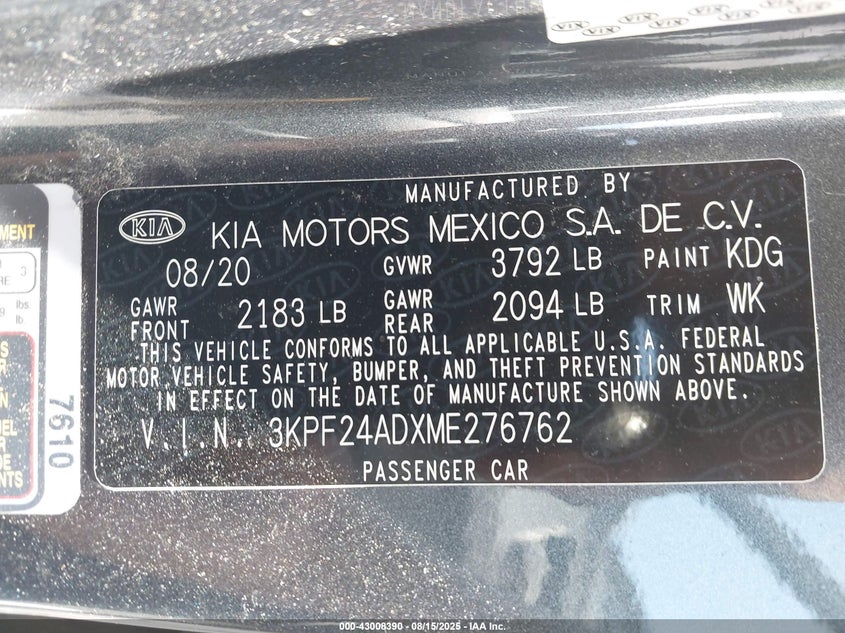 MANUFACTURED BY
KIA KIA MOTORS MEXICO S.A. DE C.V.
08/20 GVWR 3792 LB PAINT KDG
GAWR FRONT 2183 LB GAWR REAR 2094 LB TRIM WK
THIS VEHICLE CONFORMS TO ALL APPLICABLE U.S.A. FEDERAL
MOTOR VEHICLE SAFETY, BUMPER, AND THEFT PREVENTION STANDARDS
IN EFFECT ON THE DATE OF MANUFACTURE SHOWN ABOVE.
V.I.N. 3KPF24ADXME276762
PASSENGER CAR
7610
lbs.
lb
3
000-43008390 - 08/15/2025 - IAA Inc.